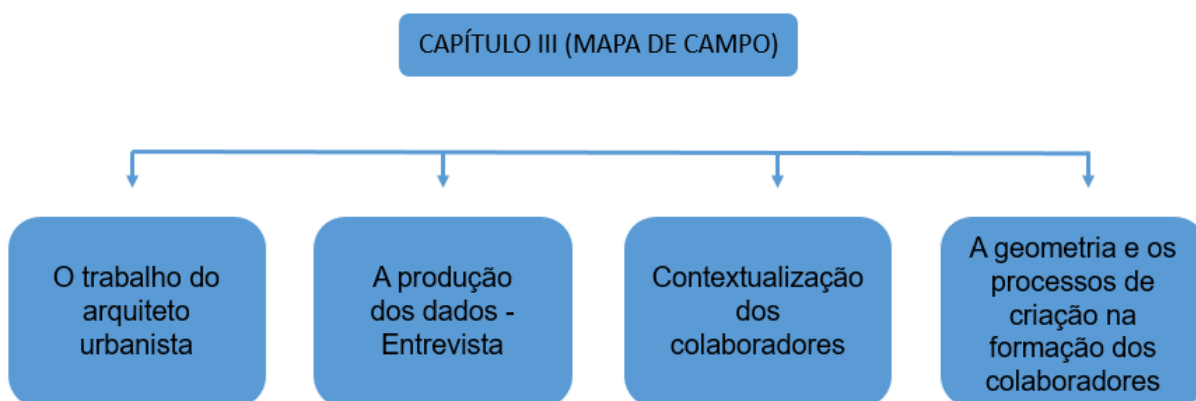 CAPÍTULO III (MAPA DE CAMPO)
O trabalho do
arquiteto
urbanista
A produção
dos dados -
Entrevista
Contextualização
dos
colaboradores
A geometria e os
processos de
criação na
formação dos
colaboradores